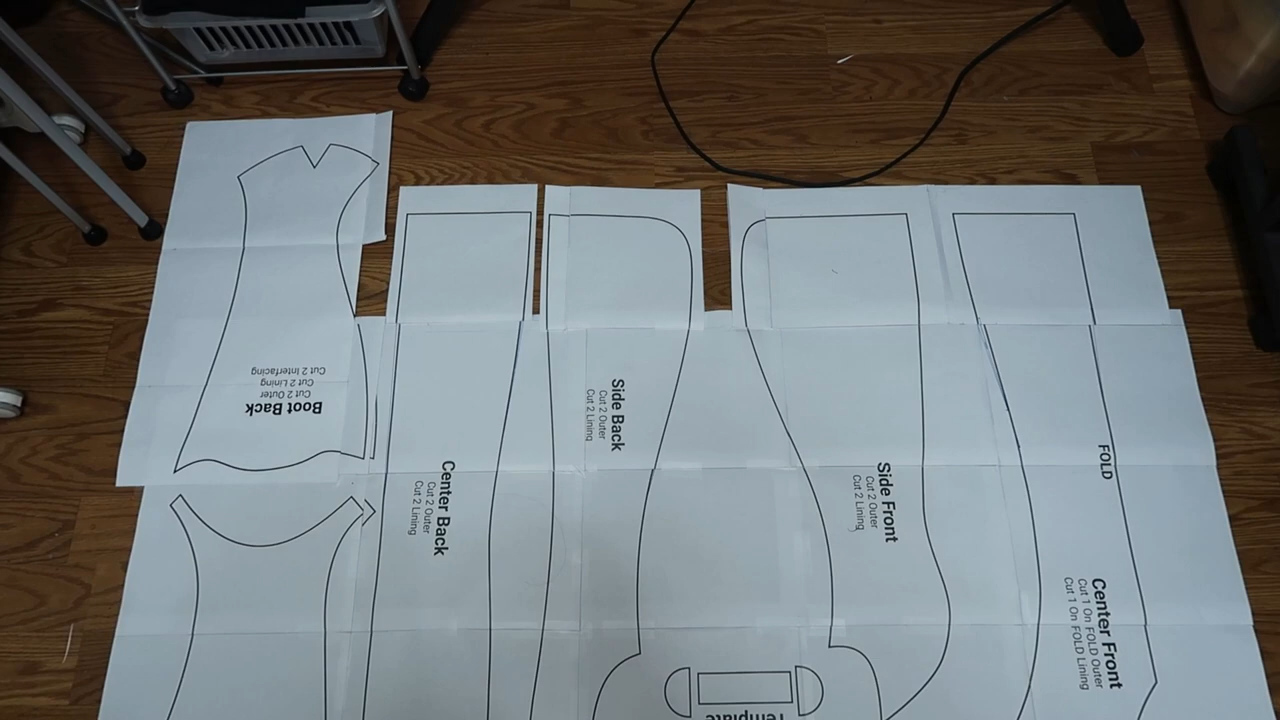 Boot Back
Cut 2 Outer
Cut 2 Lining
Cut 2 Interfacing
Center Back
Cut 2 Outer
Cut 2 Lining
Side Back
Cut 2 Outer
Cut 2 Lining
Side Front
Cut 2 Outer
Cut 2 Lining
FOLD
Center Front
Cut 1 On FOLD Outer
Cut 1 On FOLD Lining
Template